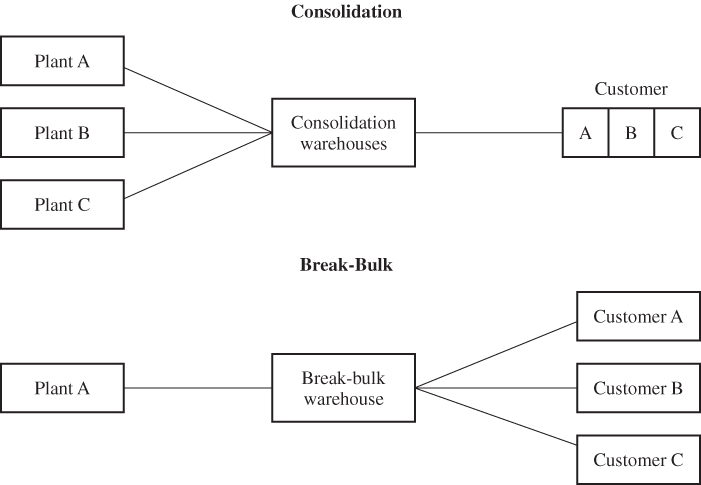 Consolidation
Plant A
Plant B
Plant C
Consolidation
warehouses
Customer
A B C
Break-Bulk
Plant A
Break-bulk
warehouse
Customer A
Customer B
Customer C